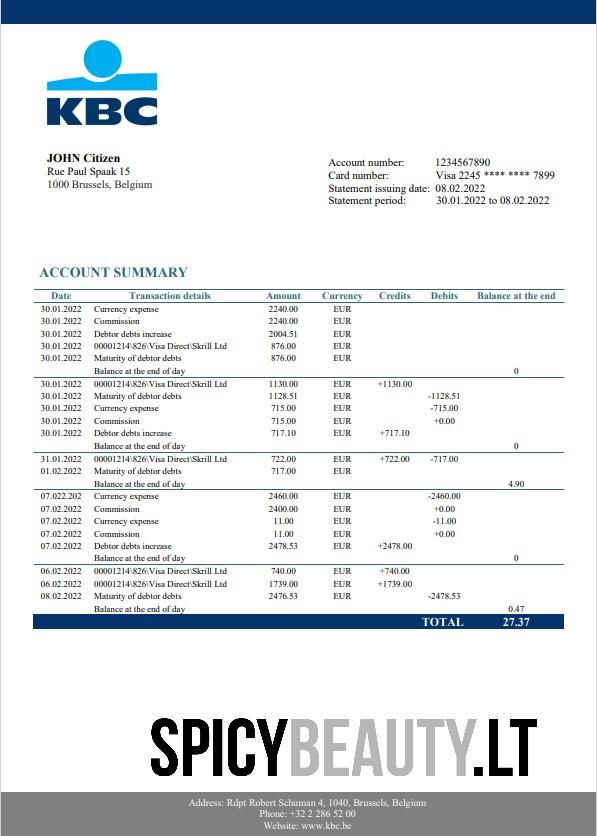 KBC
JOHN Citizen
Rue Paul Spaak 15
1000 Brussels, Belgium
Account number: 1234567890
Card number: Visa 2245 **** **** 7899
Statement issuing date: 08.02.2022
Statement period: 30.01.2022 to 08.02.2022
ACCOUNT SUMMARY
Date Transaction details Amount Currency Credits Debits Balance at the end
30.01.2022 Currency expense 2240.00 EUR
30.01.2022 Commission 2240.00 EUR
30.01.2022 Debtor debts increase 2004.51 EUR
30.01.2022 00001214\826\Visa Direct\Skrill Ltd 876.00 EUR
30.01.2022 Maturity of debtor debts 876.00 EUR
Balance at the end of day 0
30.01.2022 00001214\826\Visa Direct\Skrill Ltd 1130.00 EUR +1130.00
30.01.2022 Maturity of debtor debts 1128.51 EUR -1128.51
30.01.2022 Currency expense 715.00 EUR -715.00
30.01.2022 Commission 715.00 EUR +0.00
30.01.2022 Debtor debts increase 717.10 EUR +717.10
Balance at the end of day 0
31.01.2022 00001214\826\Visa Direct\Skrill Ltd 722.00 EUR +722.00 -717.00
01.02.2022 Maturity of debtor debts 717.00 EUR
Balance at the end of day 4.90
07.022.202 Currency expense 2460.00 EUR -2460.00
07.02.2022 Commission 2400.00 EUR +0.00
07.02.2022 Currency expense 11.00 EUR -11.00
07.02.2022 Commission 11.00 EUR +0.00
07.02.2022 Debtor debts increase 2478.53 EUR +2478.00
Balance at the end of day 0
06.02.2022 00001214\826\Visa Direct\Skrill Ltd 740.00 EUR +740.00
06.02.2022 00001214\826\Visa Direct\Skrill Ltd 1739.00 EUR +1739.00
08.02.2022 Maturity of debtor debts 2476.53 EUR -2478.53
Balance at the end of day 0.47
TOTAL 27.37
SPICYBEAUTY.LT
Address: Rdpt Robert Schuman 4, 1040, Brussels, Belgium
Phone: +32 2 286 52 00
Website: www.kbc.be